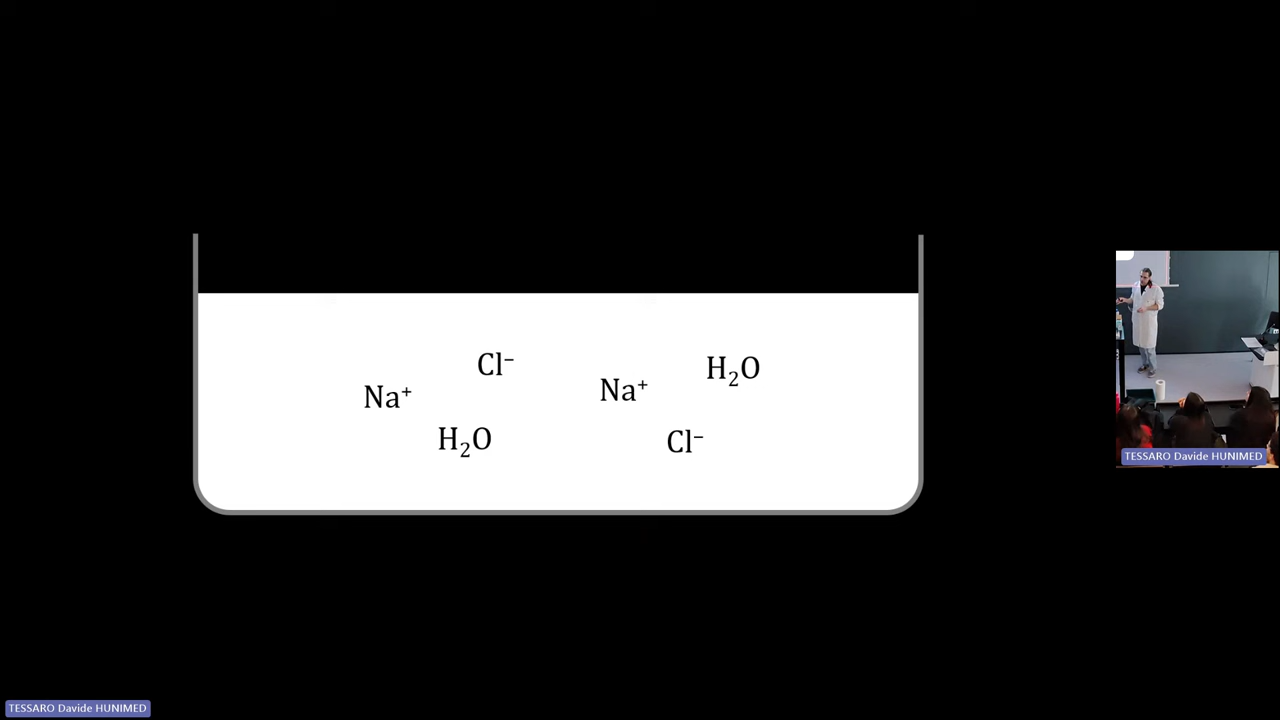 Cl⁻
H₂O
Na⁺
Na⁺
H₂O
Cl⁻
TESSARO Davide HUNIMED
TESSARO Davide HUNIMED